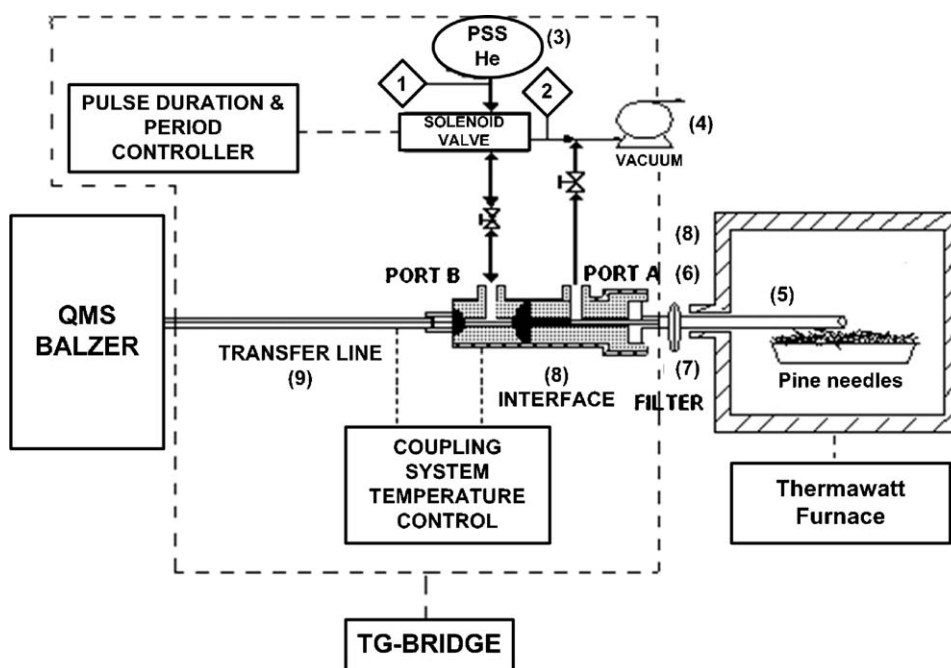 PSS
He
(3)
1
2
PULSE DURATION &
PERIOD
CONTROLLER
SOLENOID
VALVE
(4)
VACUUM
(8)
PORT B
PORT A
(6)
(5)
QMS
BALZER
TRANSFER LINE
(9)
(8)
INTERFACE
(7)
FILTER
Pine needles
COUPLING
SYSTEM
TEMPERATURE
CONTROL
Thermawatt
Furnace
TG-BRIDGE